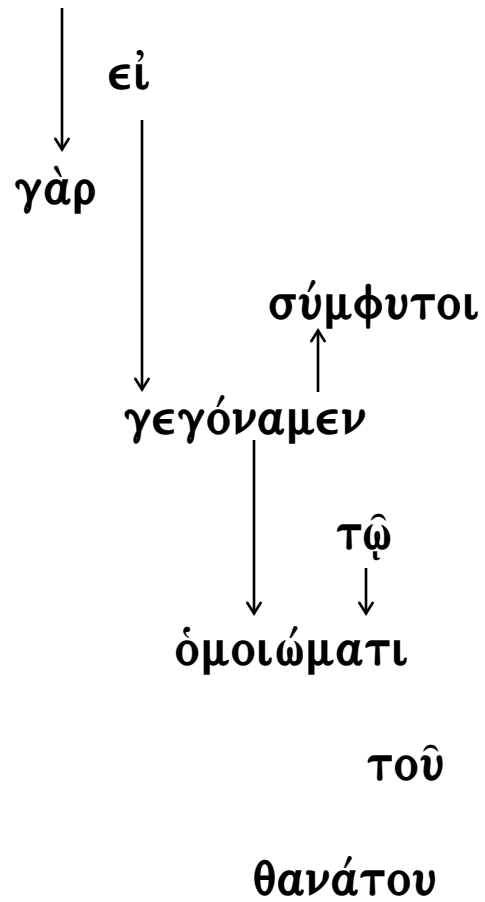 εἰ
γὰρ
σύμφυτοι
γεγόναμεν
τῷ
ὁμοιώματι
τοῦ
θανάτου